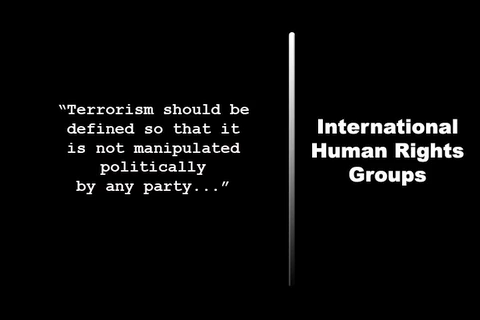 “Terrorism should be
defined so that it
is not manipulated
politically
by any party...”
International
Human Rights
Groups